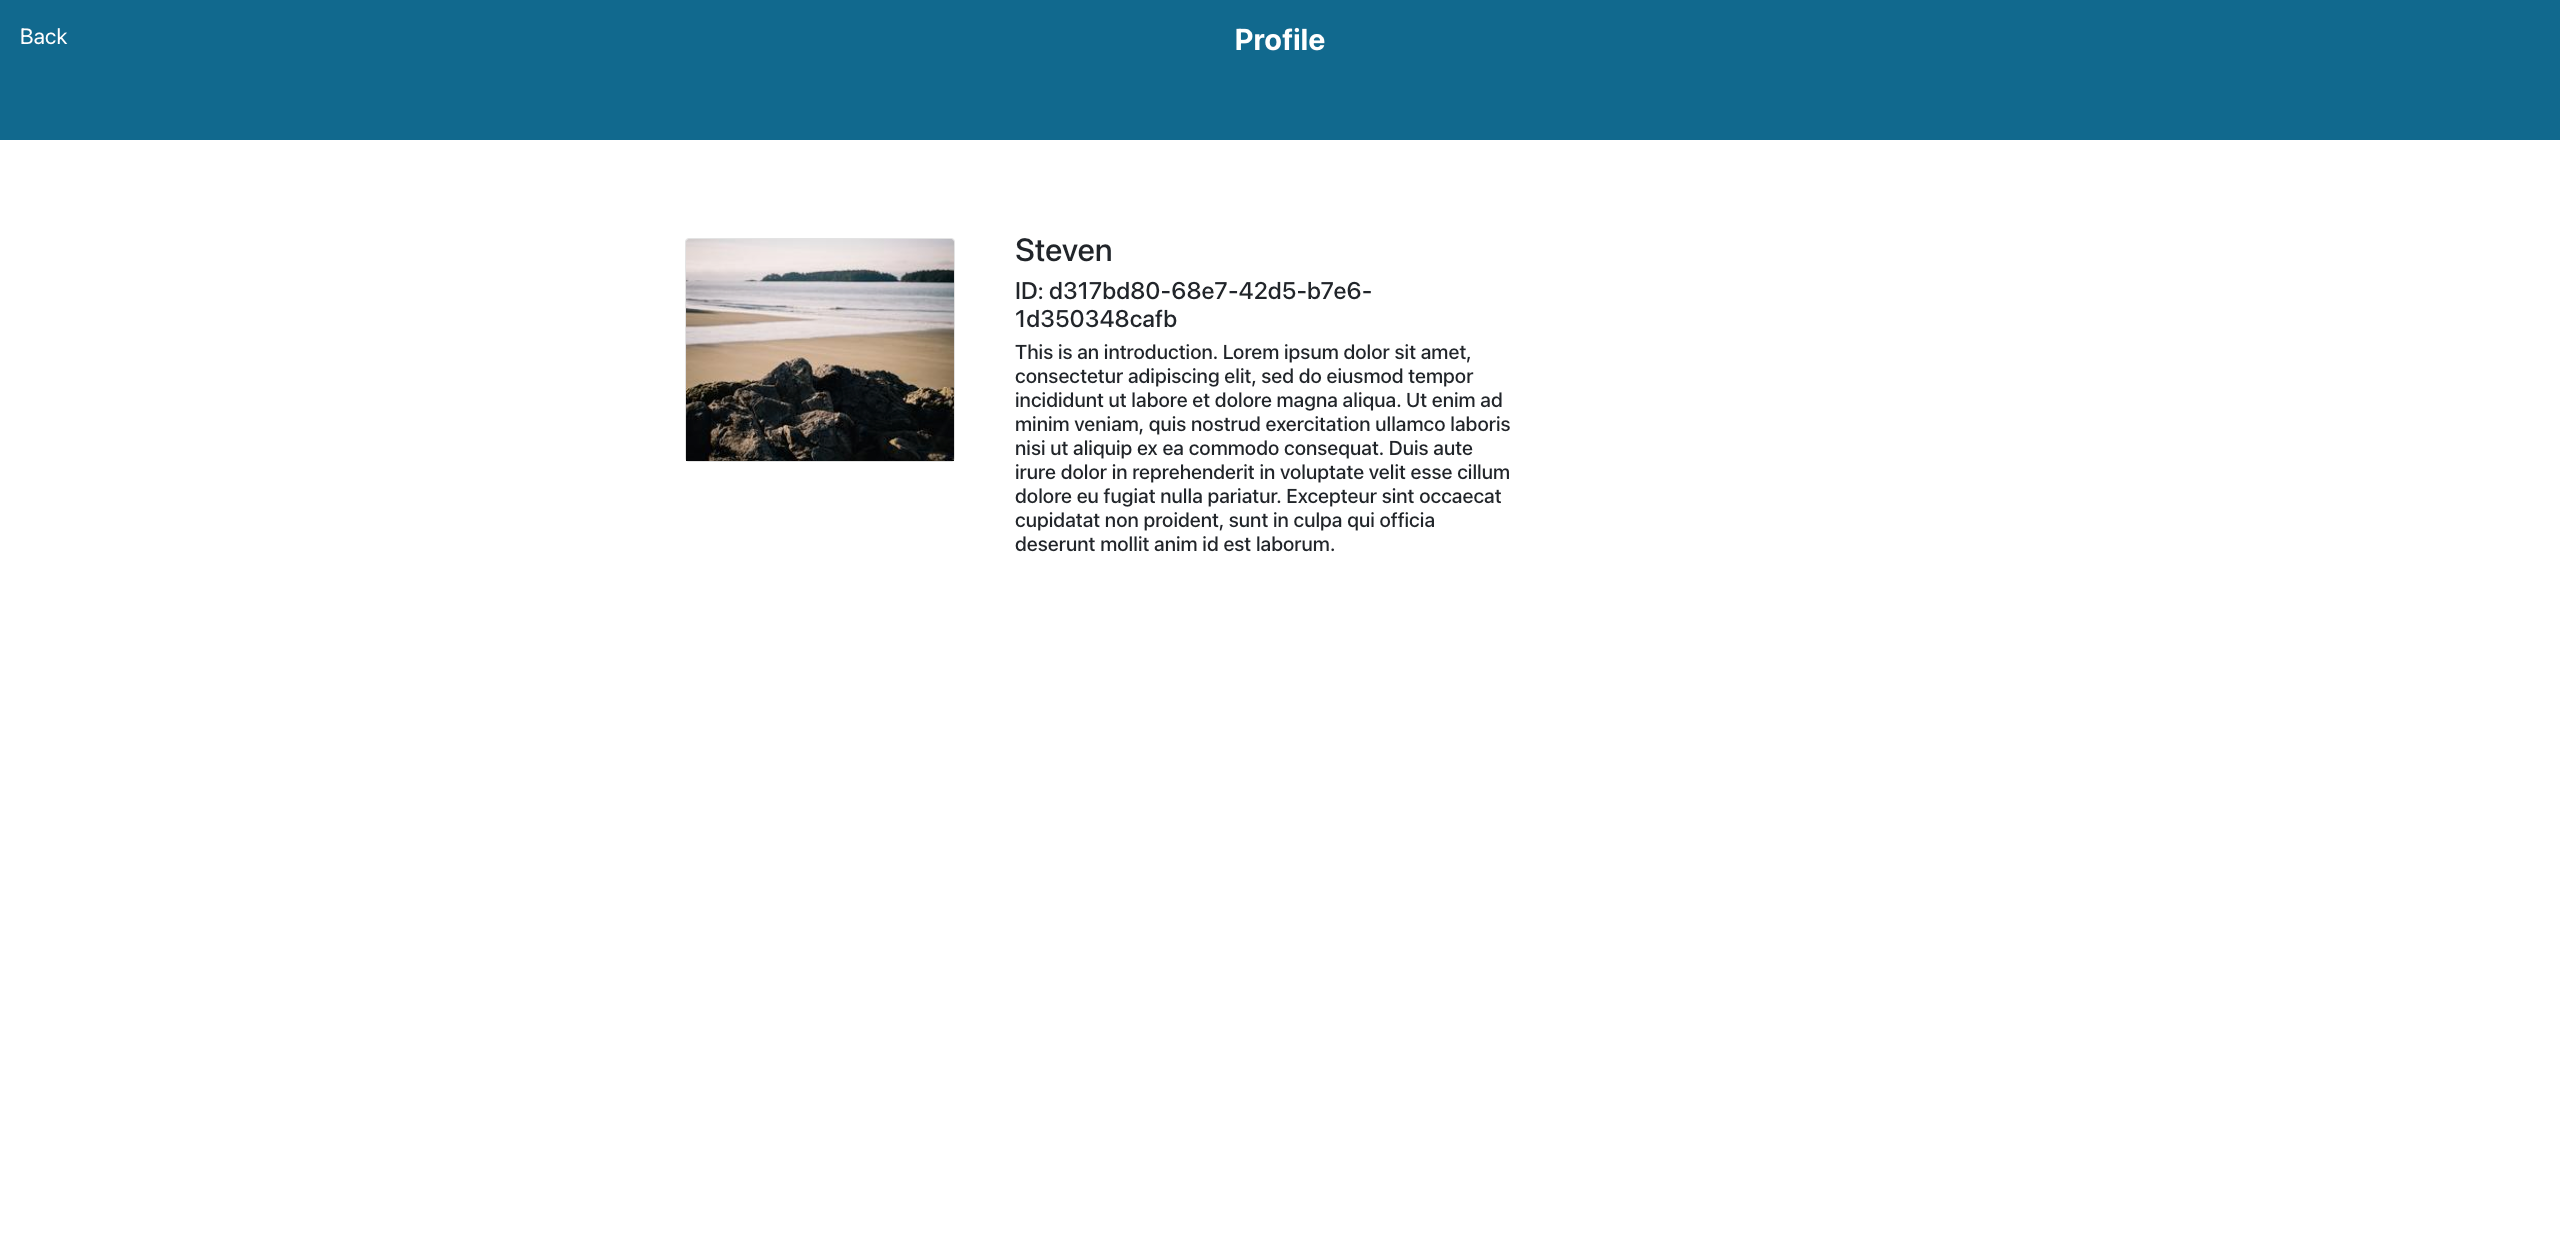 Back
Profile
Steven
ID: d317bd80-68e7-42d5-b7e6-
1d350348cafb
This is an introduction. Lorem ipsum dolor sit amet,
consectetur adipiscing elit, sed do eiusmod tempor
incididunt ut labore et dolore magna aliqua. Ut enim ad
minim veniam, quis nostrud exercitation ullamco laboris
nisi ut aliquip ex ea commodo consequat. Duis aute
irure dolor in reprehenderit in voluptate velit esse cillum
dolore eu fugiat nulla pariatur. Excepteur sint occaecat
cupidatat non proident, sunt in culpa qui officia
deserunt mollit anim id est laborum.